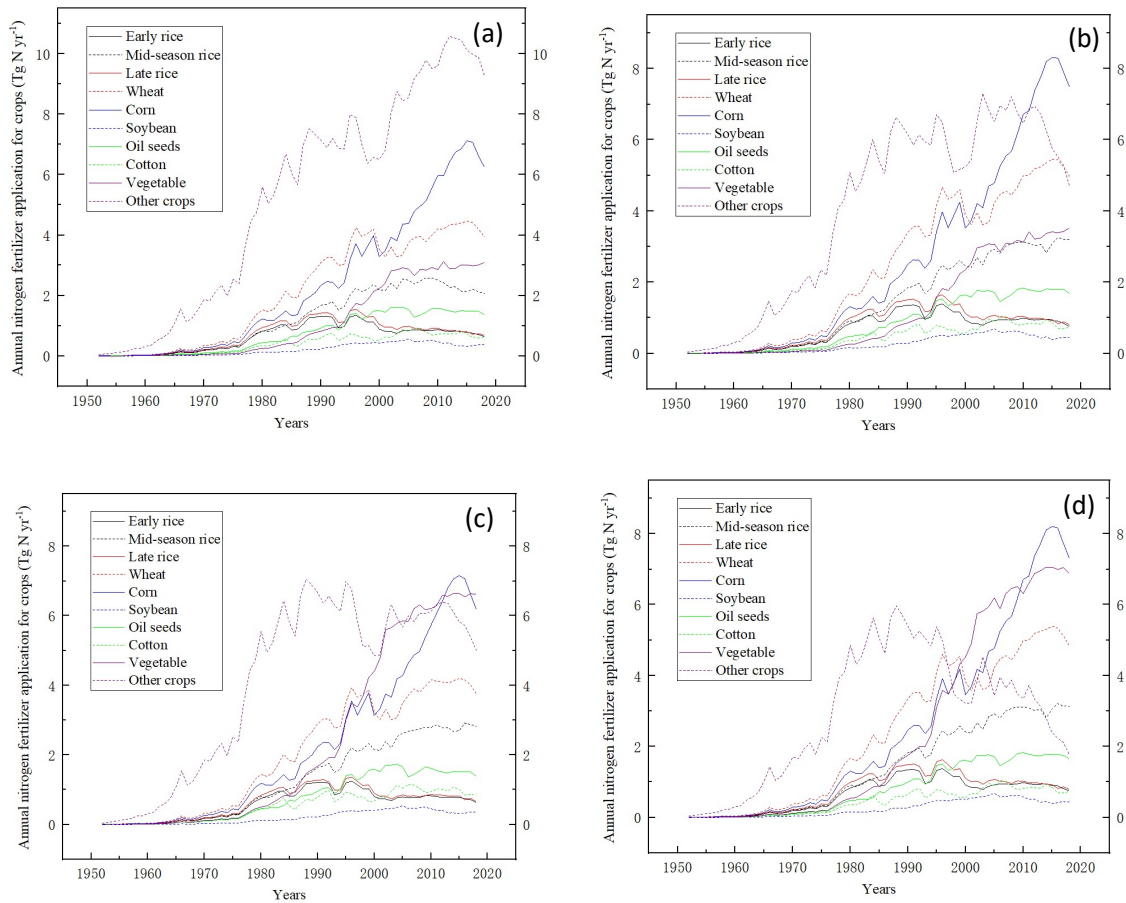 (a)
Annual nitrogen fertilizer application for crops (Tg N yr⁻¹)
Early rice
Mid-season rice
Late rice
Wheat
Corn
Soybean
Oil seeds
Cotton
Vegetable
Other crops
10
8
6
4
2
0
10
8
6
4
2
0
1950 1960 1970 1980 1990 2000 2010 2020
Years
(b)
Annual nitrogen fertilizer application for crops (Tg N yr⁻¹)
Early rice
Mid-season rice
Late rice
Wheat
Corn
Soybean
Oil seeds
Cotton
Vegetable
Other crops
8
6
4
2
0
8
6
4
2
0
1950 1960 1970 1980 1990 2000 2010 2020
Years
(c)
Annual nitrogen fertilizer application for crops (Tg N yr⁻¹)
Early rice
Mid-season rice
Late rice
Wheat
Corn
Soybean
Oil seeds
Cotton
Vegetable
Other crops
8
6
4
2
0
8
6
4
2
0
1950 1960 1970 1980 1990 2000 2010 2020
Years
(d)
Annual nitrogen fertilizer application for crops (Tg N yr⁻¹)
Early rice
Mid-season rice
Late rice
Wheat
Corn
Soybean
Oil seeds
Cotton
Vegetable
Other crops
8
6
4
2
0
8
6
4
2
0
1950 1960 1970 1980 1990 2000 2010 2020
Years